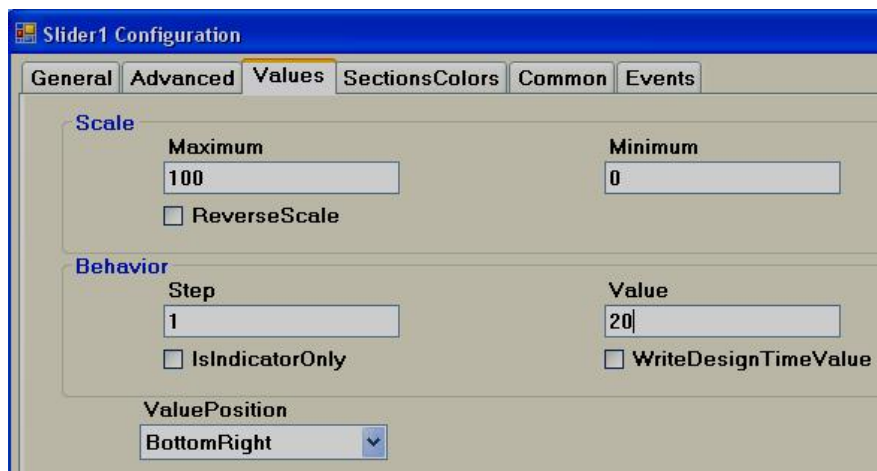 Slider1 Configuration
General Advanced Values SectionsColors Common Events
Scale
Maximum Minimum
100 0
ReverseScale
Behavior
Step Value
1 20
IsIndicatorOnly WriteDesignTimeValue
ValuePosition
BottomRight